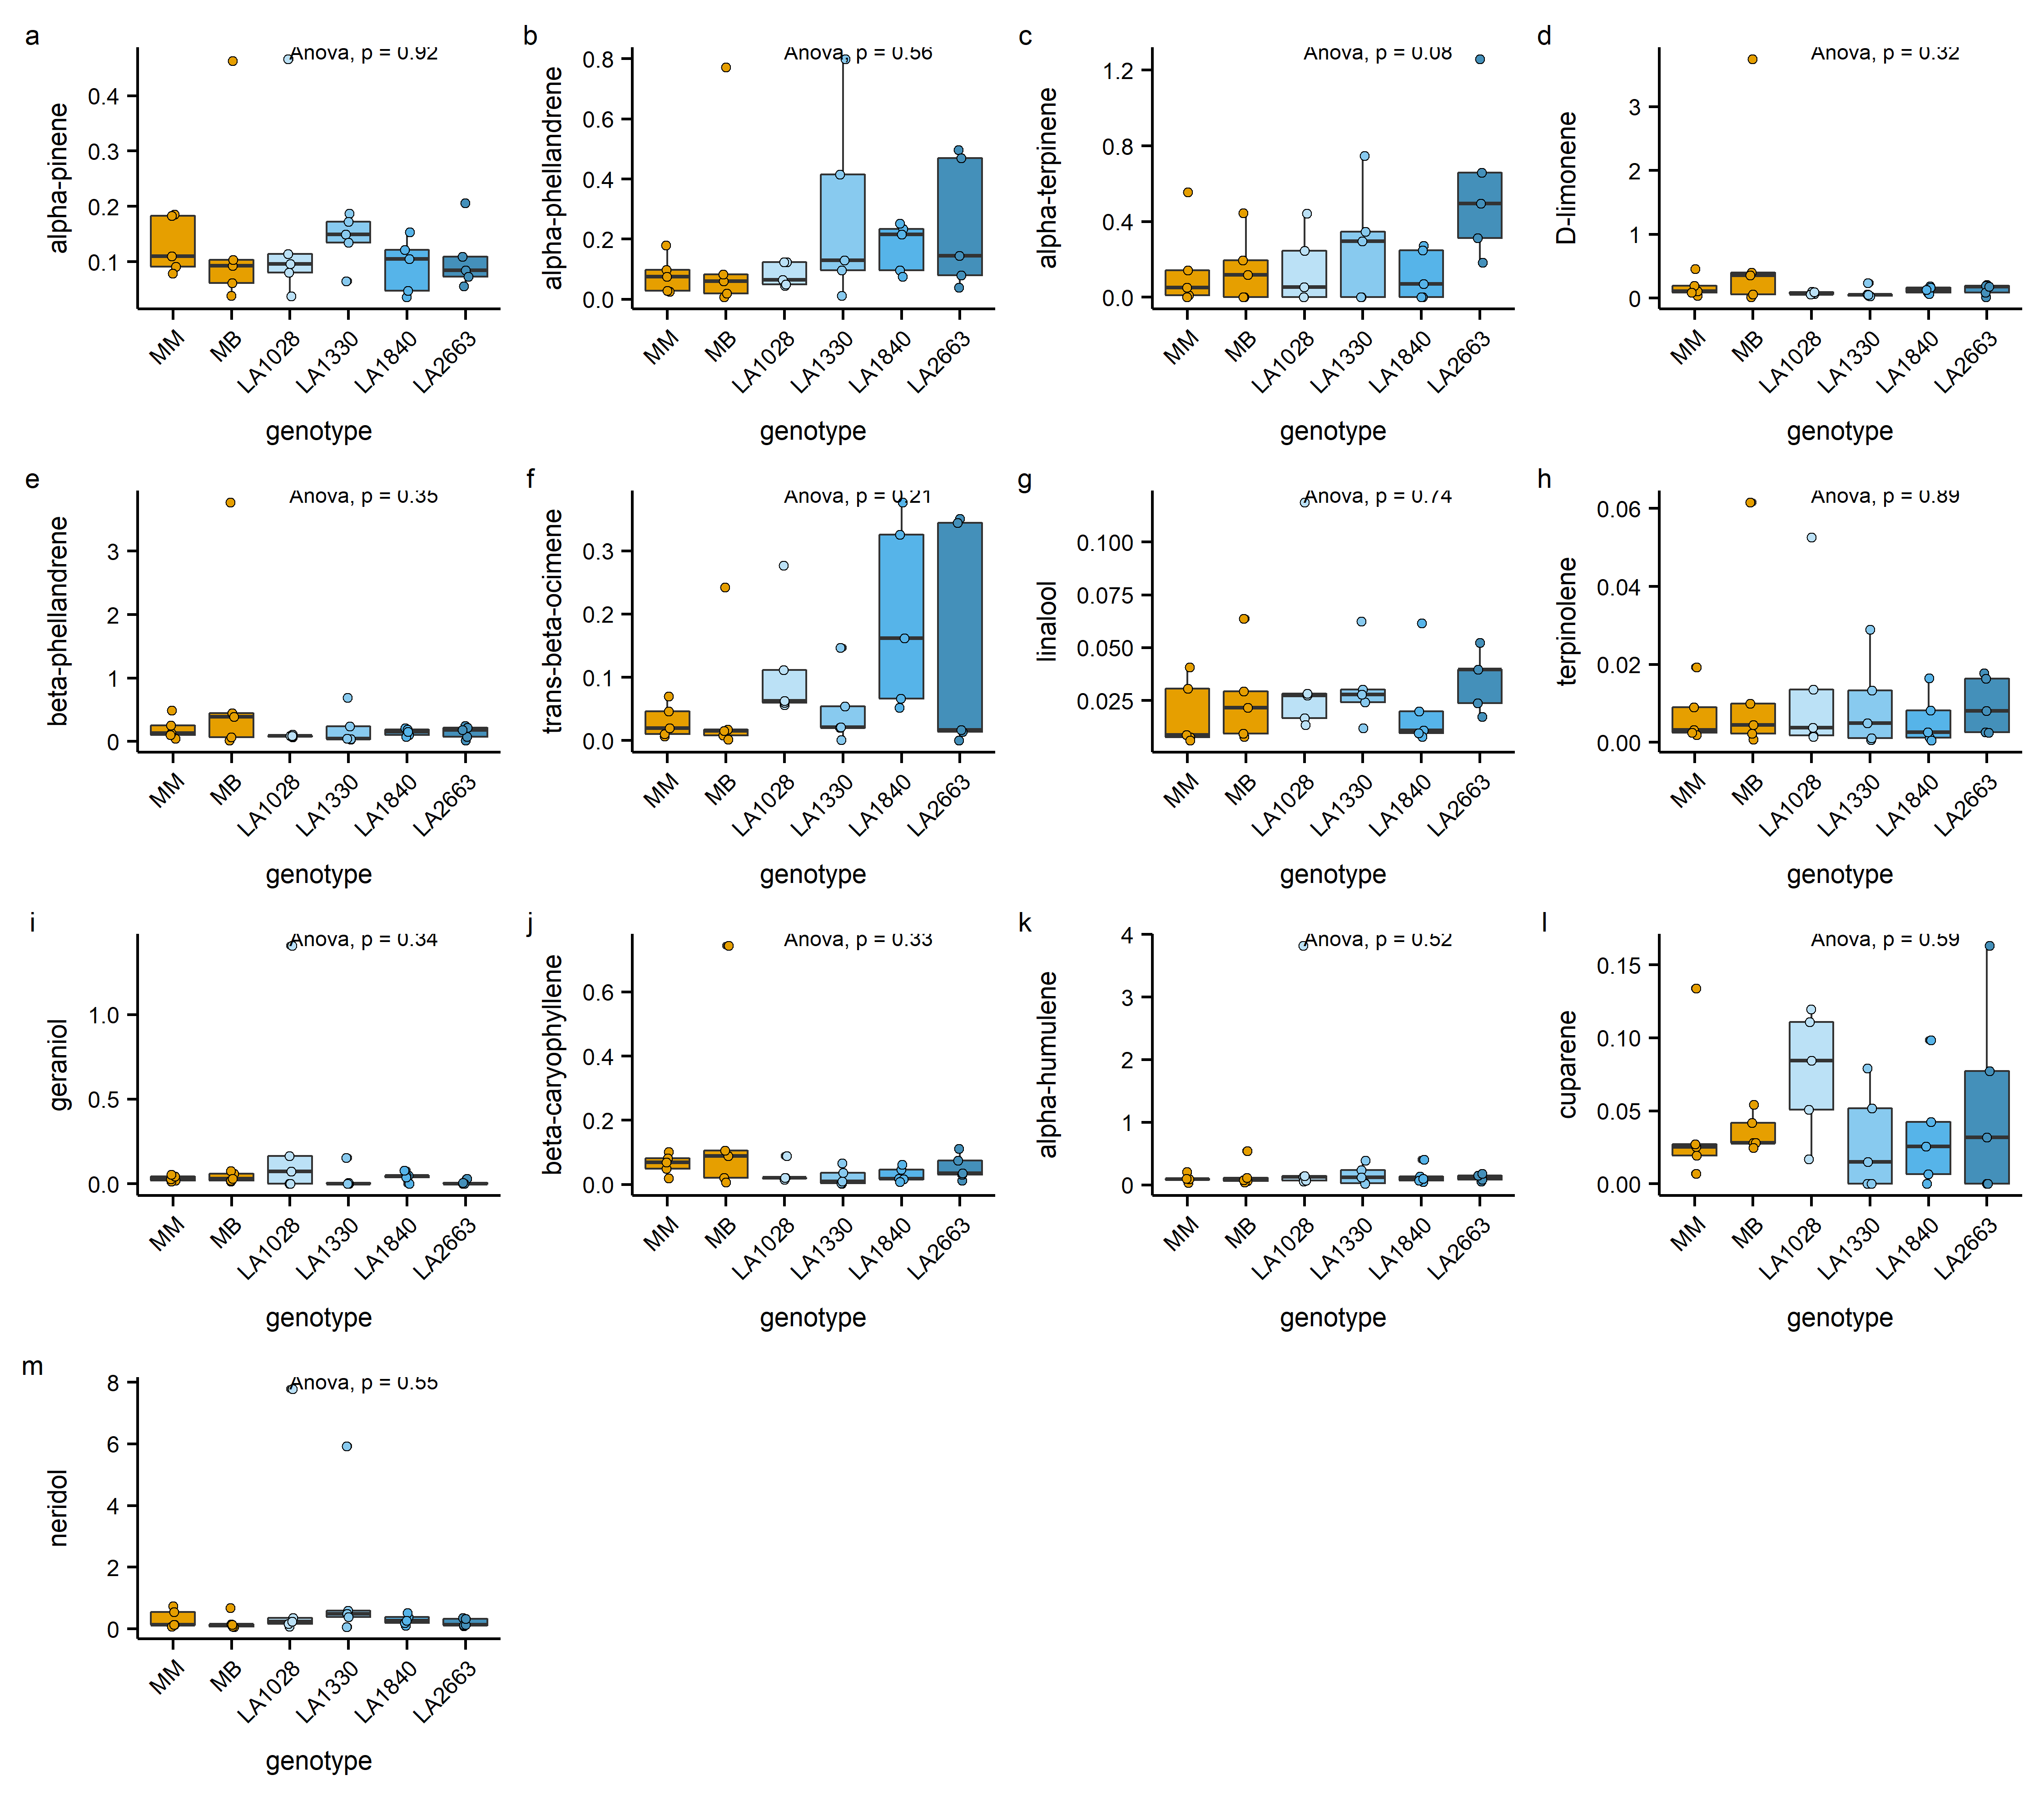 a
Anova, p = 0.92
alpha-pinene
0.4
0.3
0.2
0.1
MM
MB
LA1028
LA1330
LA1840
LA2663
genotype
b
Anova, p = 0.56
alpha-phellandrene
0.8
0.6
0.4
0.2
0.0
MM
MB
LA1028
LA1330
LA1840
LA2663
genotype
c
Anova, p = 0.08
alpha-terpinene
1.2
0.8
0.4
0.0
MM
MB
LA1028
LA1330
LA1840
LA2663
genotype
d
Anova, p = 0.32
D-limonene
3
2
1
0
MM
MB
LA1028
LA1330
LA1840
LA2663
genotype
e
Anova, p = 0.35
beta-phellandrene
3
2
1
0
MM
MB
LA1028
LA1330
LA1840
LA2663
genotype
f
Anova, p = 0.21
trans-beta-ocimene
0.3
0.2
0.1
0.0
MM
MB
LA1028
LA1330
LA1840
LA2663
genotype
g
Anova, p = 0.74
linalool
0.100
0.075
0.050
0.025
MM
MB
LA1028
LA1330
LA1840
LA2663
genotype
h
Anova, p = 0.89
terpinolene
0.06
0.04
0.02
0.00
MM
MB
LA1028
LA1330
LA1840
LA2663
genotype
i
Anova, p = 0.34
geraniol
1.0
0.5
0.0
MM
MB
LA1028
LA1330
LA1840
LA2663
genotype
j
Anova, p = 0.33
beta-caryophyllene
0.6
0.4
0.2
0.0
MM
MB
LA1028
LA1330
LA1840
LA2663
genotype
k
Anova, p = 0.52
alpha-humulene
4
3
2
1
0
MM
MB
LA1028
LA1330
LA1840
LA2663
genotype
l
Anova, p = 0.59
cuparene
0.15
0.10
0.05
0.00
MM
MB
LA1028
LA1330
LA1840
LA2663
genotype
m
Anova, p = 0.55
neridol
8
6
4
2
0
MM
MB
LA1028
LA1330
LA1840
LA2663
genotype